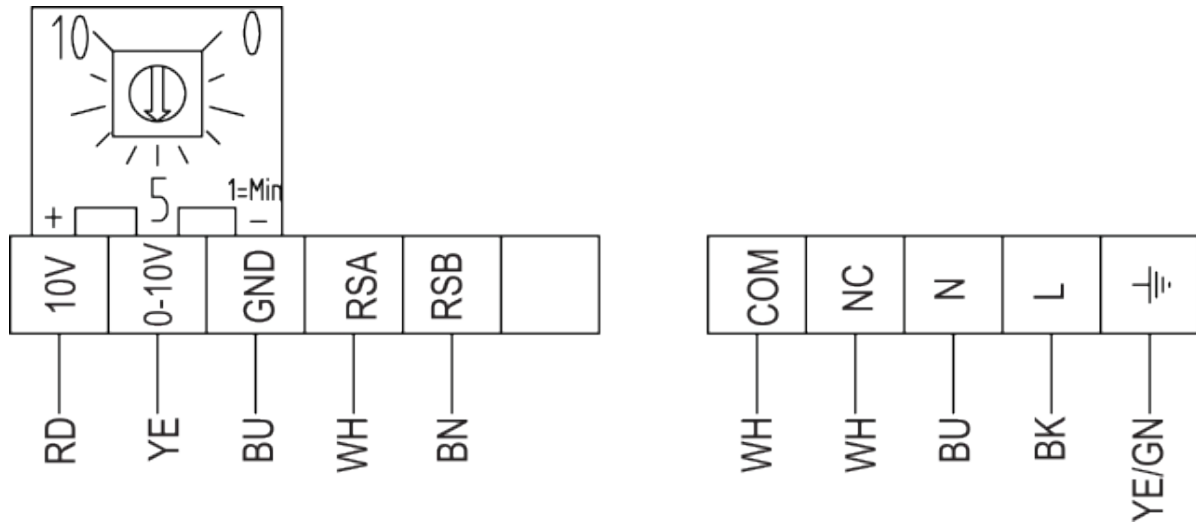 10 0
5 1=Min
+ -
10V 0-10V GND RSA RSB
RD YE BU WH BN
COM NC N L
WH WH BU BK YE/GN